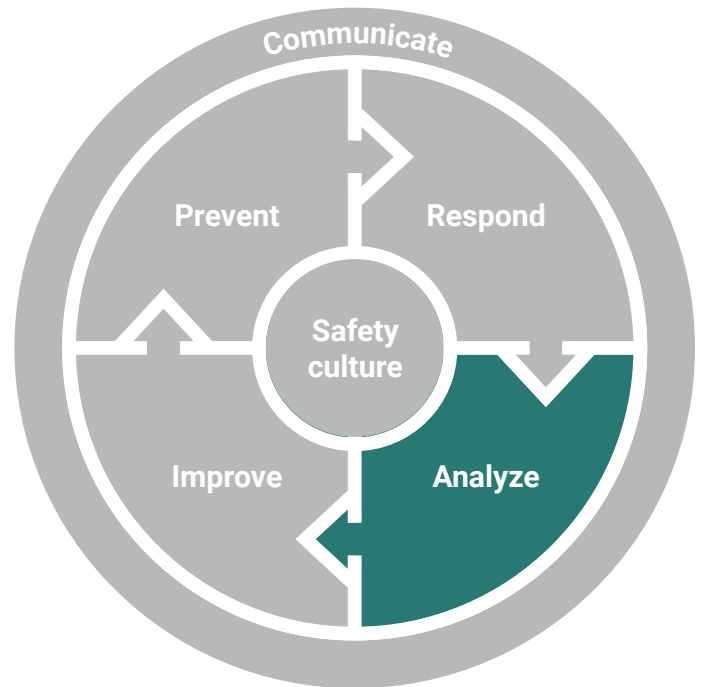 Communicate
Prevent
Respond
Safety
culture
Improve
Analyze